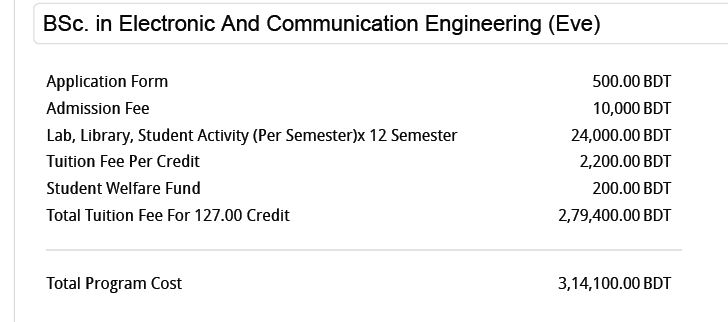 BSc. in Electronic And Communication Engineering (Eve)
Application Form 500.00 BDT
Admission Fee 10,000 BDT
Lab, Library, Student Activity (Per Semester)x 12 Semester 24,000.00 BDT
Tuition Fee Per Credit 2,200.00 BDT
Student Welfare Fund 200.00 BDT
Total Tuition Fee For 127.00 Credit 2,79,400.00 BDT
Total Program Cost 3,14,100.00 BDT